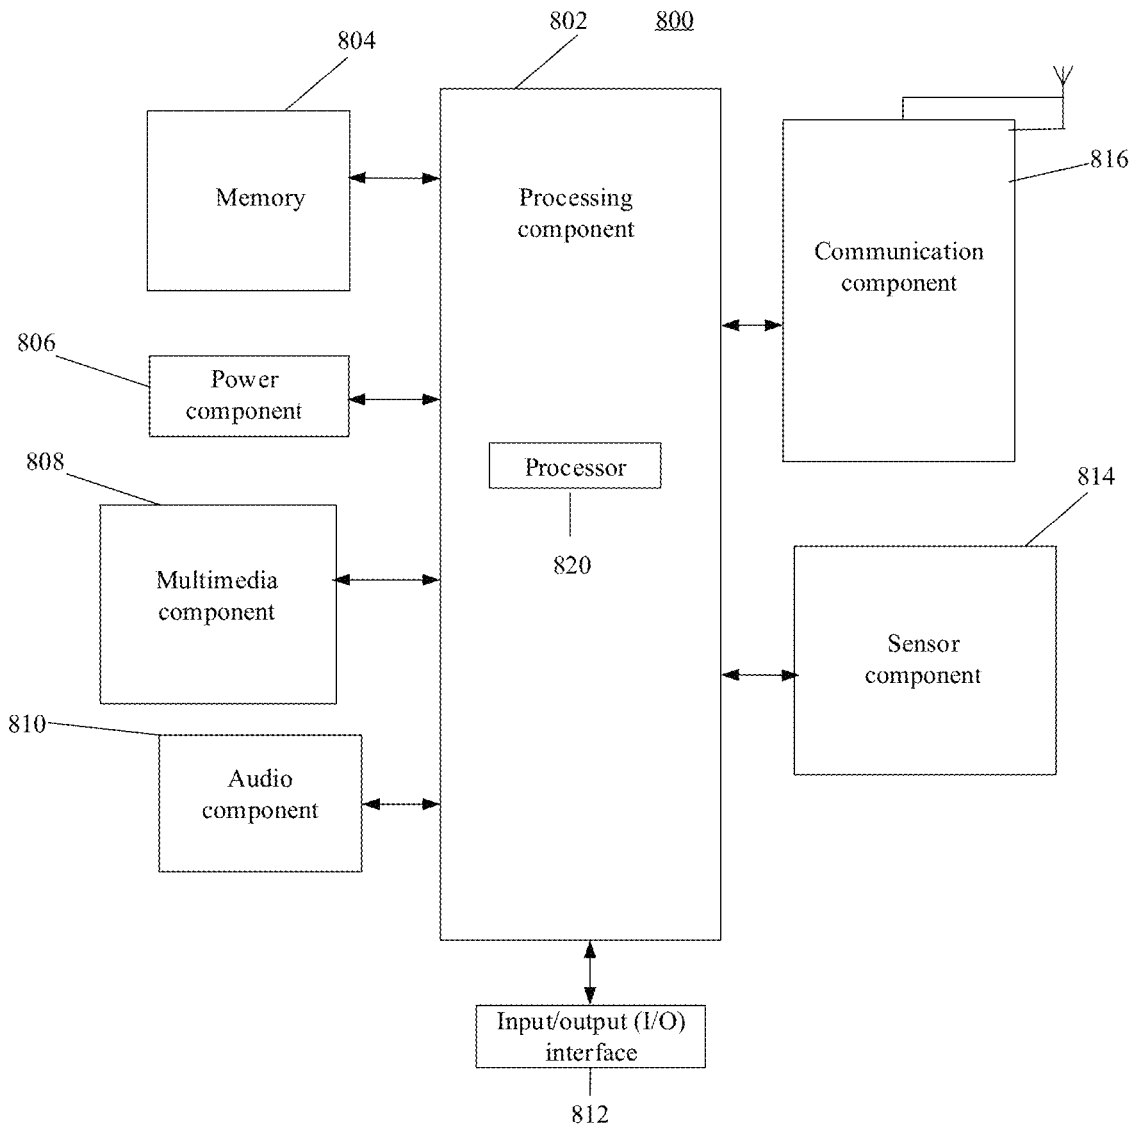 802
800
804
Memory
Processing
component
816
Communication
component
806
Power
component
808
Processor
820
814
Multimedia
component
Sensor
component
810
Audio
component
Input/output (I/O)
interface
812